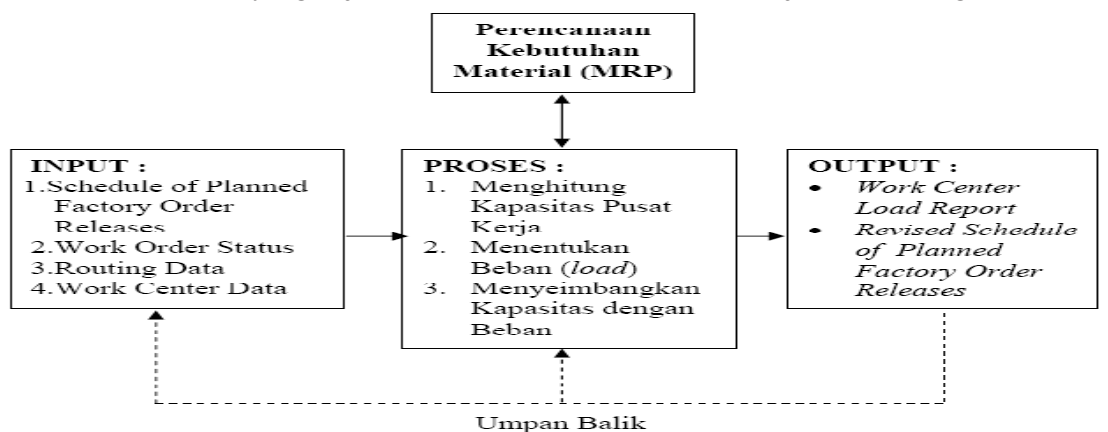 Perencanaan
Kebutuhan
Material (MRP)
INPUT :
1.Schedule of Planned
Factory Order
Releases
2.Work Order Status
3.Routing Data
4.Work Center Data
PROSES :
1. Menghitung
Kapasitas Pusat
Kerja
2. Menentukan
Beban (load)
3. Menyeimbangkan
Kapasitas dengan
Beban
OUTPUT :
• Work Center
Load Report
• Revised Schedule
of Planned
Factory Order
Releases
Umpan Balik